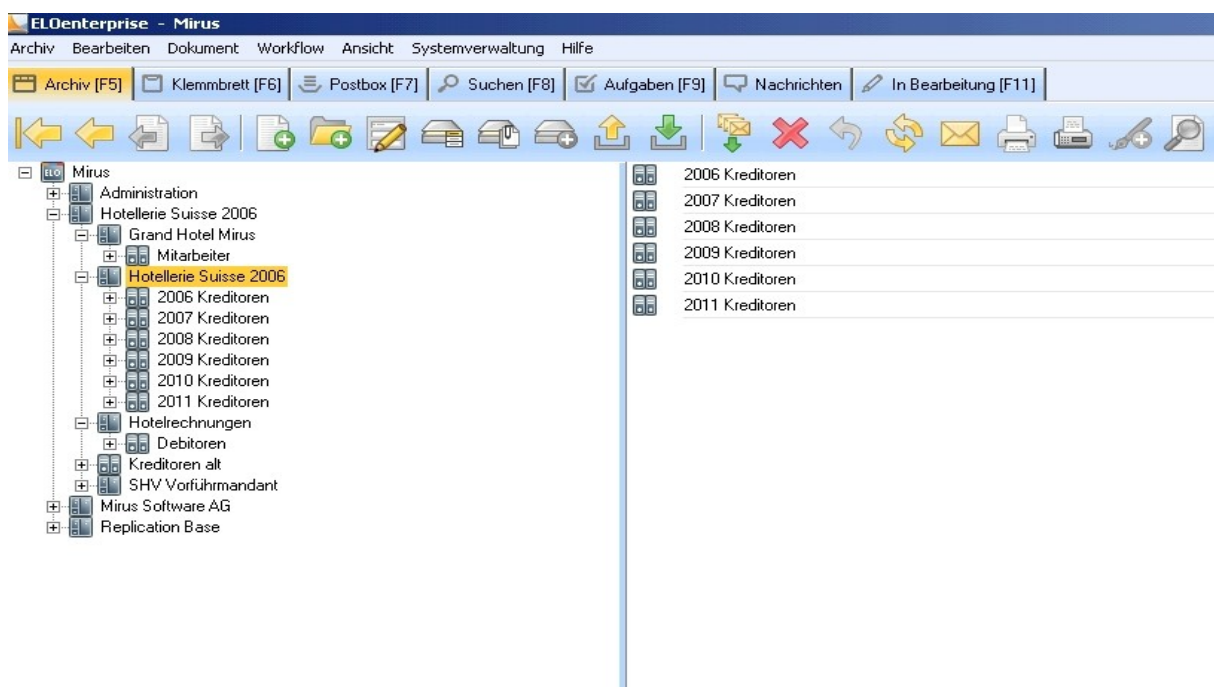 ELOenterprise - Mirus
Archiv Bearbeiten Dokument Workflow Ansicht Systemverwaltung Hilfe
Archiv [F5] Klemmbrett [F6] Postbox [F7] Suchen [F8] Aufgaben [F9] Nachrichten In Bearbeitung [F11]
ELO Mirus
Administration
Hotellerie Suisse 2006
Grand Hotel Mirus
Mitarbeiter
Hotellerie Suisse 2006
2006 Kreditoren
2007 Kreditoren
2008 Kreditoren
2009 Kreditoren
2010 Kreditoren
2011 Kreditoren
Hotelrechnungen
Debitoren
Kreditoren alt
SHV Vorführmandant
Mirus Software AG
Replication Base
2006 Kreditoren
2007 Kreditoren
2008 Kreditoren
2009 Kreditoren
2010 Kreditoren
2011 Kreditoren